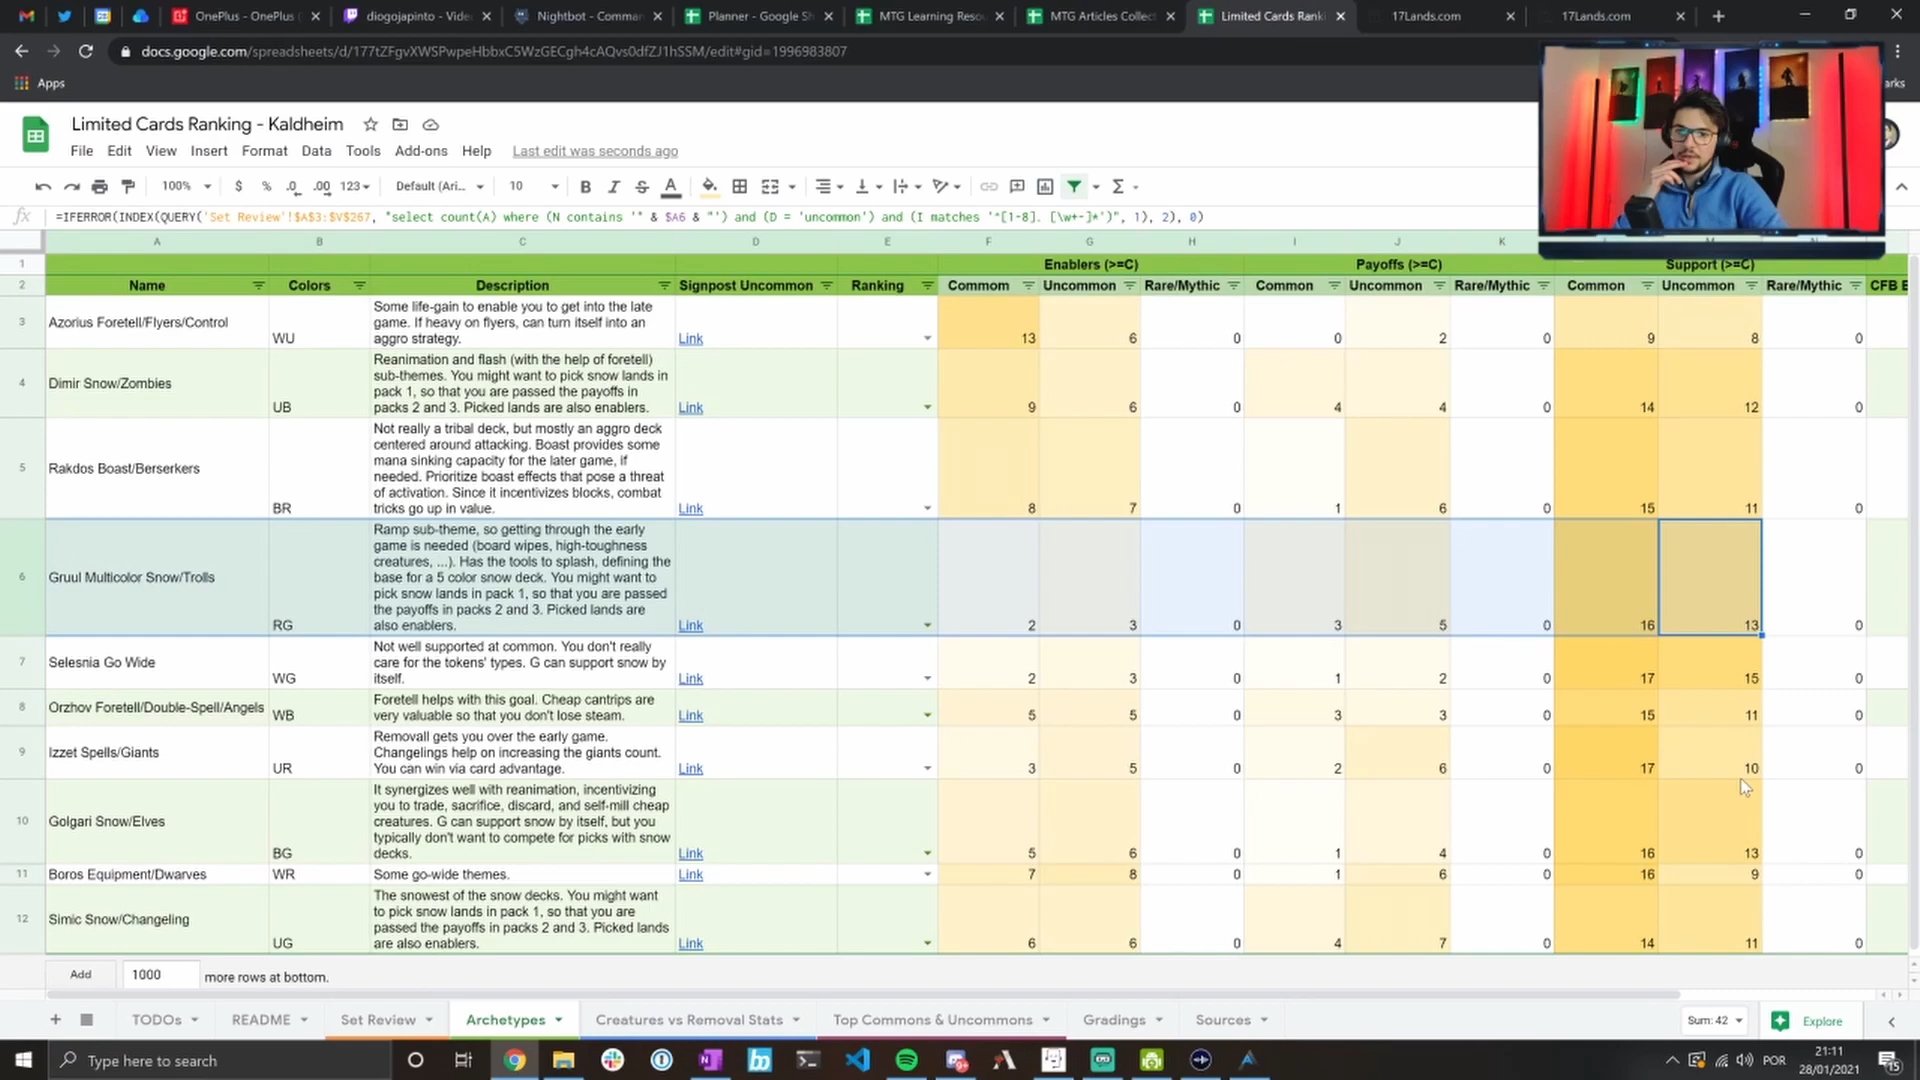 OnePlus - OnePlus (
diogojapinto - Vide
Nightbot - Comma
Planner - Google Sh
MTG Learning Reso
MTG Articles Collect
Limited Cards Ranki
17Lands.com
17Lands.com
docs.google.com/spreadsheets/d/177tZFgvXWSPwpeHbbxC5WzGECgh4cAQvs0dfZJ1hSSM/edit#gid=1996983807
Apps
arks
Limited Cards Ranking - Kaldheim
File Edit View Insert Format Data Tools Add-ons Help Last edit was seconds ago
100% $ % .0 .00 123 Default (Ari... 10 B I S A Σ
fx =IFERROR(INDEX(QUERY('Set Review'!$A$3:$V$267, "select count(A) where (N contains '" & $A6 & "') and (D = 'uncommon') and (I matches '^[1-8]. [\w+-]*')", 1), 2), 0)
A B C D E F G H I J K
1 Enablers (>=C) Payoffs (>=C) Support (>=C)
2 Name Colors Description Signpost Uncommon Ranking Commom Uncommon Rare/Mythic Common Uncommon Rare/Mythic Common Uncommon Rare/Mythic CFB
Some life-gain to enable you to get into the late
3 Azorius Foretell/Flyers/Control game. If heavy on flyers, can turn itself into an
WU aggro strategy. Link 13 6 0 0 2 0 9 8 0
Reanimation and flash (with the help of foretell)
4 Dimir Snow/Zombies sub-themes. You might want to pick snow lands in
pack 1, so that you are passed the payoffs in
UB packs 2 and 3. Picked lands are also enablers. Link 9 6 0 4 4 0 14 12 0
Not really a tribal deck, but mostly an aggro deck
centered around attacking. Boast provides some
5 Rakdos Boast/Berserkers mana sinking capacity for the later game, if
needed. Prioritize boast effects that pose a threat
of activation. Since it incentivizes blocks, combat
BR tricks go up in value. Link 8 7 0 1 6 0 15 11 0
Ramp sub-theme, so getting through the early
game is needed (board wipes, high-toughness
creatures, ...). Has the tools to splash, defining the
6 Gruul Multicolor Snow/Trolls base for a 5 color snow deck. You might want to
pick snow lands in pack 1, so that you are passed
the payoffs in packs 2 and 3. Picked lands are
RG also enablers. Link 2 3 0 3 5 0 16 13 0
Not well supported at common. You don't really
7 Selesnia Go Wide care for the tokens' types. G can support snow by
WG itself. Link 2 3 0 1 2 0 17 15 0
Foretell helps with this goal. Cheap cantrips are
8 Orzhov Foretell/Double-Spell/Angels WB very valuable so that you don't lose steam. Link 5 5 0 3 3 0 15 11 0
Removall gets you over the early game.
9 Izzet Spells/Giants Changelings help on increasing the giants count.
UR You can win via card advantage. Link 3 5 0 2 6 0 17 10 0
It synergizes well with reanimation, incentivizing
you to trade, sacrifice, discard, and self-mill cheap
10 Golgari Snow/Elves creatures. G can support snow by itself, but you
typically don't want to compete for picks with snow
BG decks. Link 5 6 0 1 4 0 16 13 0
11 Boros Equipment/Dwarves WR Some go-wide themes. Link 7 8 0 1 6 0 16 9 0
The snowest of the snow decks. You might want
12 Simic Snow/Changeling to pick snow lands in pack 1, so that you are
passed the payoffs in packs 2 and 3. Picked lands
UG are also enablers. Link 6 6 0 4 7 0 14 11 0
Add 1000 more rows at bottom.
TODOs README Set Review Archetypes Creatures vs Removal Stats Top Commons & Uncommons Gradings Sources Sum: 42 Explore
Type here to search
POR
21:11
28/01/2021
15